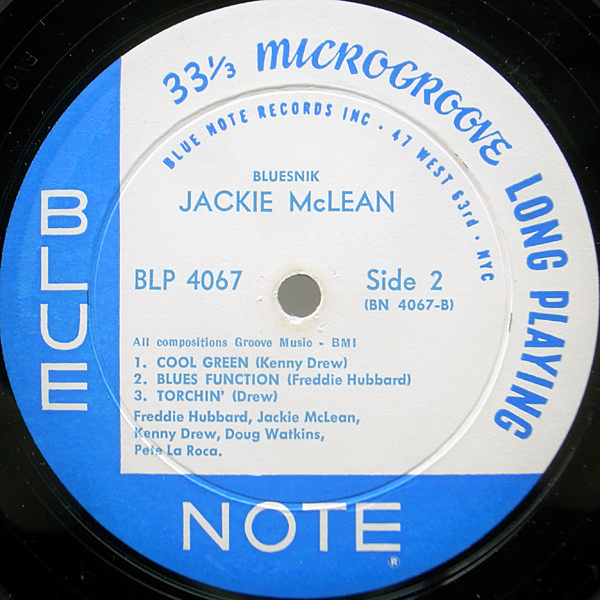 33⅓ MICROGROOVE LONG PLAYING
BLUE NOTE RECORDS INC · 47 WEST 63rd · NYC
BLUESNIK
JACKIE McLEAN
BLP 4067
Side 2
(BN 4067-B)
All compositions Groove Music - BMI
1. COOL GREEN (Kenny Drew)
2. BLUES FUNCTION (Freddie Hubbard)
3. TORCHIN' (Drew)
Freddie Hubbard, Jackie McLean,
Kenny Drew, Doug Watkins,
Pete La Roca.
BLUE
NOTE
®
RVG